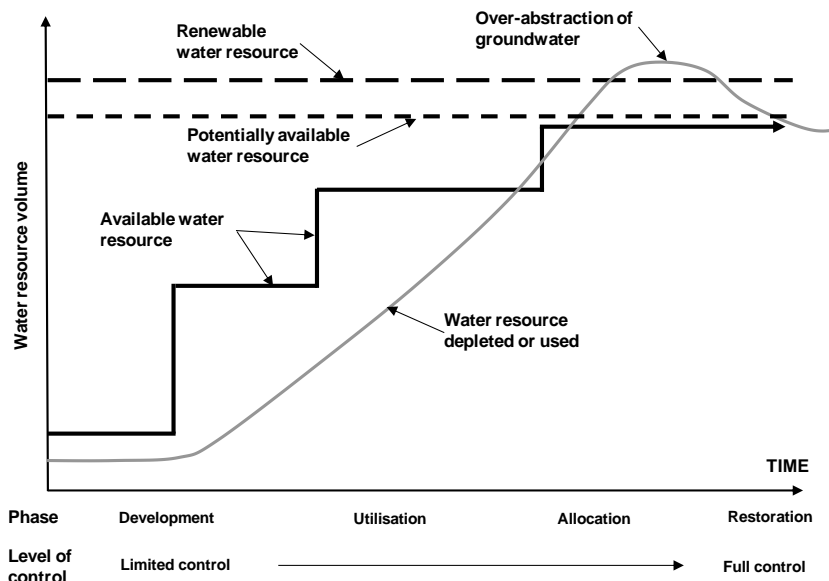 Over-abstraction of
groundwater
Renewable
water resource
Potentially available
water resource
Available water
resource
Water resource
depleted or used
Water resource volume
TIME
Phase Development Utilisation Allocation Restoration
Level of
control Limited control Full control